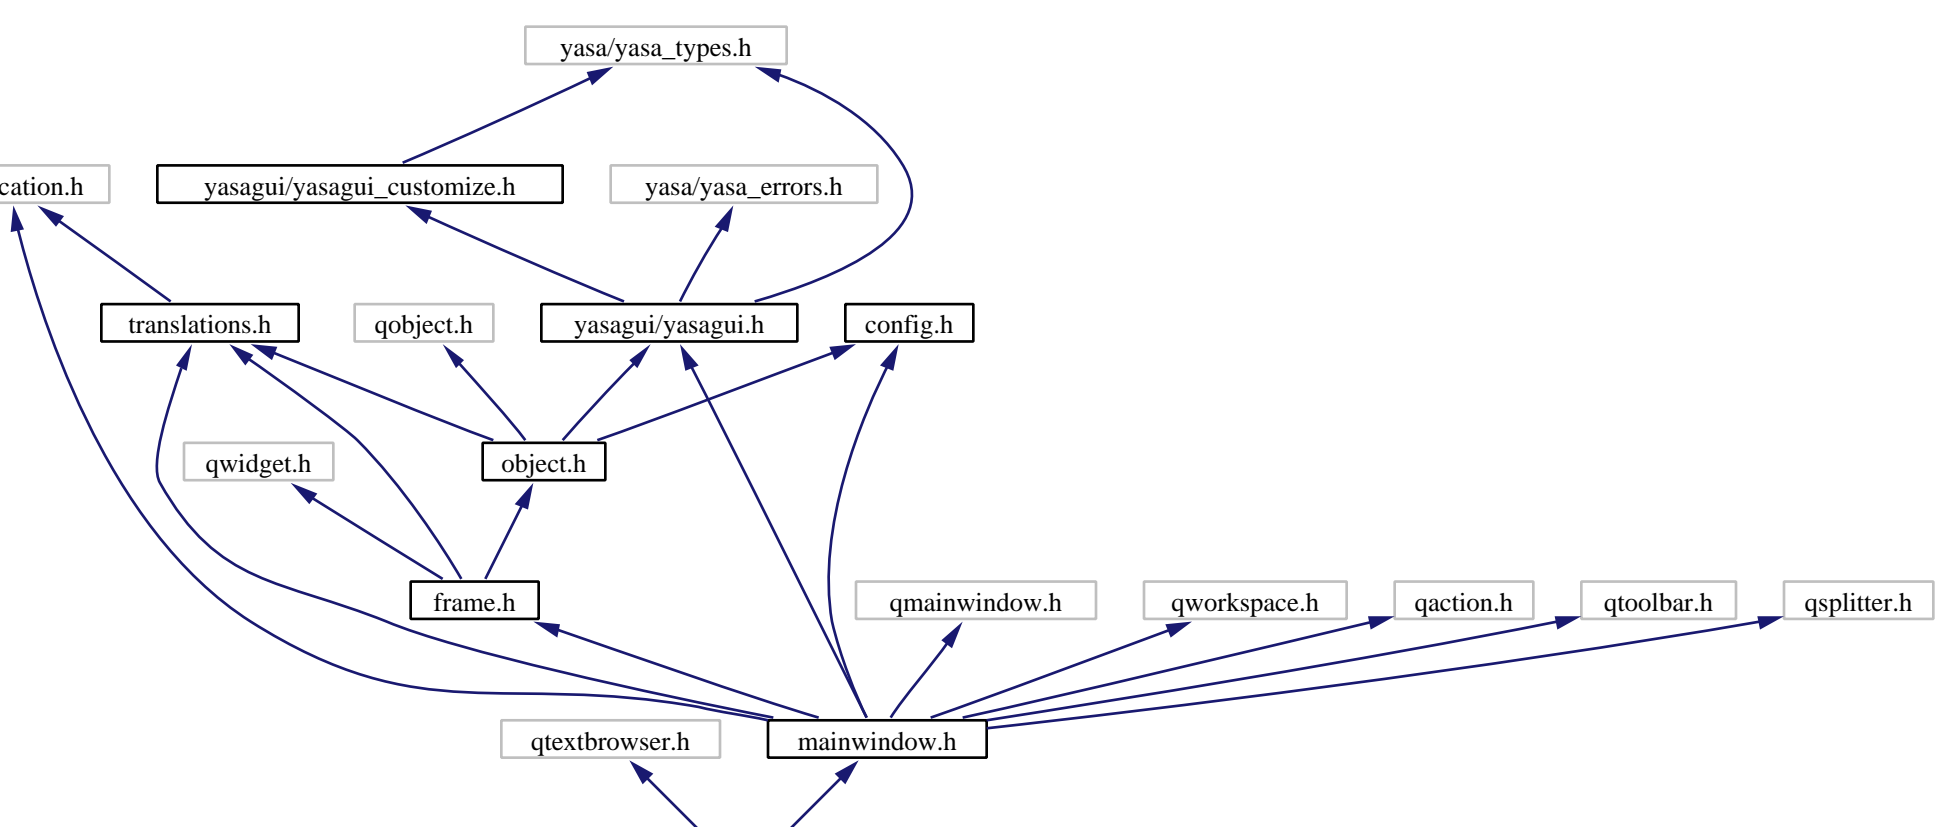 yasa/yasa_types.h
cation.h
yasagui/yasagui_customize.h
yasa/yasa_errors.h
translations.h
qobject.h
yasagui/yasagui.h
config.h
qwidget.h
object.h
frame.h
qmainwindow.h
qworkspace.h
qaction.h
qtoolbar.h
qsplitter.h
qtextbrowser.h
mainwindow.h